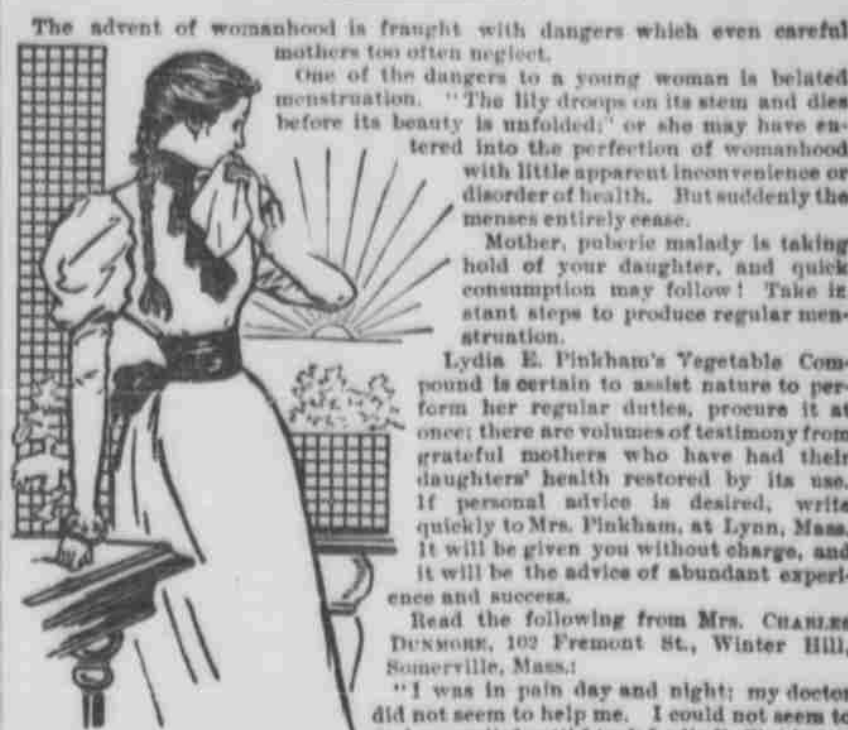 The advent of womanhood is fraught with dangers which even careful
mothers too often neglect.
One of the dangers to a young woman is belated
menstruation. "The lily droops on its stem and dies
before its beauty is unfolded;" or she may have en-
tered into the perfection of womanhood
with little apparent inconvenience or
disorder of health. But suddenly the
menses entirely cease.
Mother, puberic malady is taking
hold of your daughter, and quick
consumption may follow! Take in
stant steps to produce regular men-
struation.
Lydia E. Pinkham's Vegetable Com-
pound is certain to assist nature to per-
form her regular duties, procure it at
once; there are volumes of testimony from
grateful mothers who have had their
daughters' health restored by its use.
If personal advice is desired, write
quickly to Mrs. Pinkham, at Lynn, Mass.
It will be given you without charge, and
it will be the advice of abundant experi-
ence and success.
Read the following from Mrs. CHARLES
DUNMORE, 102 Fremont St., Winter Hill,
Somerville, Mass.:
"I was in pain day and night; my doctor
did not seem to help me. I could not seem to